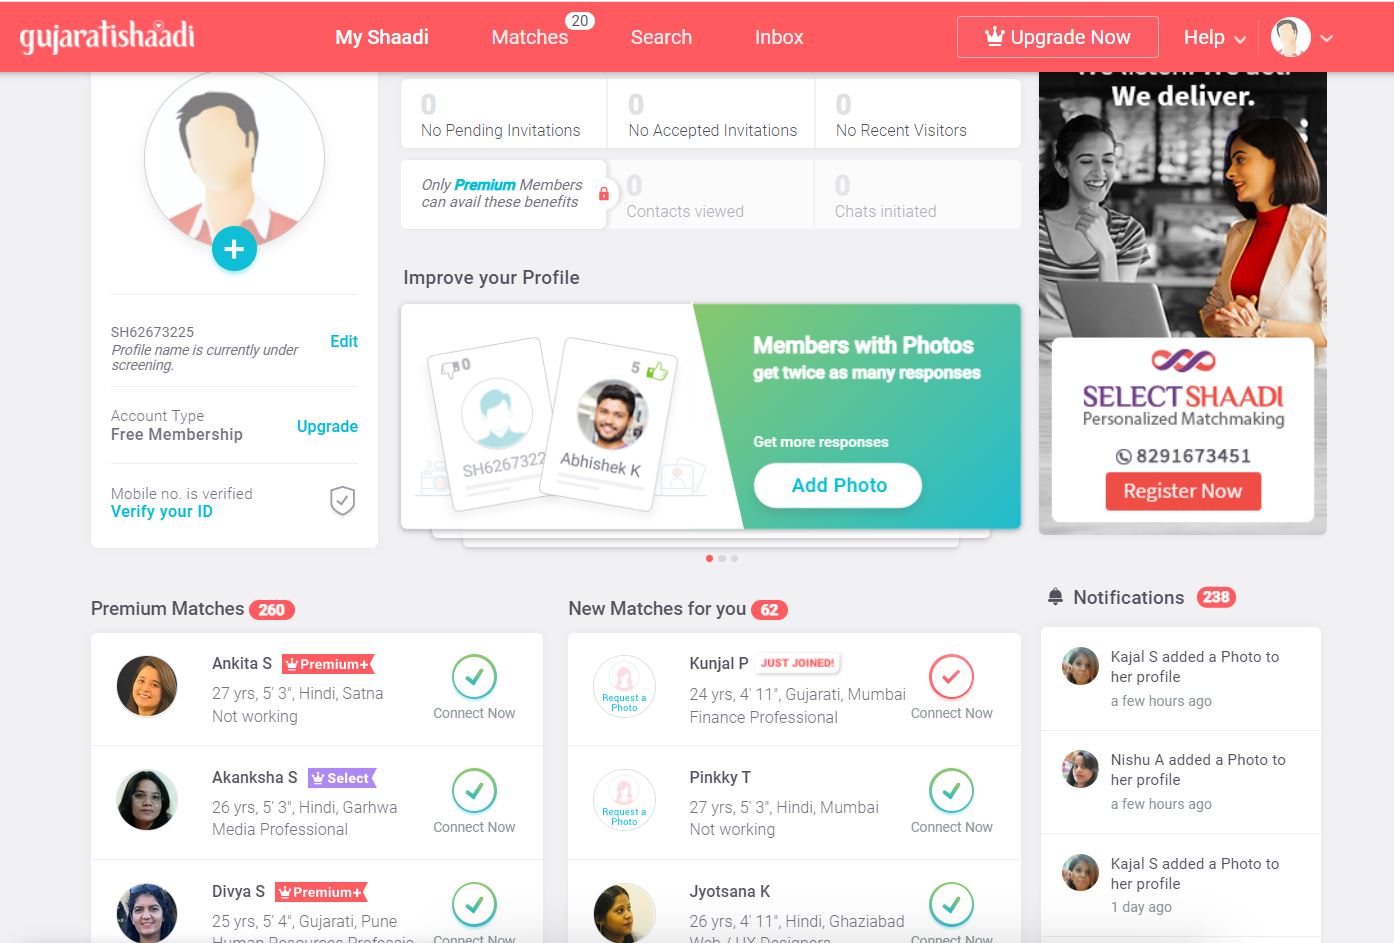 gujaratishaadi
My Shaadi
Matches
20
Search
Inbox
Upgrade Now
Help
SH62673225
Profile name is currently under
screening.
Edit
Account Type
Free Membership
Upgrade
Mobile no. is verified
Verify your ID
0
No Pending Invitations
0
No Accepted Invitations
0
No Recent Visitors
Only Premium Members
can avail these benefits
0
Contacts viewed
0
Chats initiated
Improve your Profile
0
SH6267322
5
Abhishek K
Members with Photos
get twice as many responses
Get more responses
Add Photo
We listen. We act.
We deliver.
SELECT SHAADI
Personalized Matchmaking
8291673451
Register Now
Premium Matches 260
Ankita S Premium+
27 yrs, 5' 3", Hindi, Satna
Not working
Connect Now
Akanksha S Select
26 yrs, 5' 3", Hindi, Garhwa
Media Professional
Connect Now
Divya S Premium+
25 yrs, 5' 4", Gujarati, Pune
Human Resources Professio
Connect Now
New Matches for you 62
Request a
Photo
Kunjal P JUST JOINED!
24 yrs, 4' 11", Gujarati, Mumbai
Finance Professional
Connect Now
Request a
Photo
Pinkky T
27 yrs, 5' 3", Hindi, Mumbai
Not working
Connect Now
Jyotsana K
26 yrs, 4' 11", Hindi, Ghaziabad
Web / UX Designers
Connect Now
Notifications 238
Kajal S added a Photo to
her profile
a few hours ago
Nishu A added a Photo to
her profile
a few hours ago
Kajal S added a Photo to
her profile
1 day ago